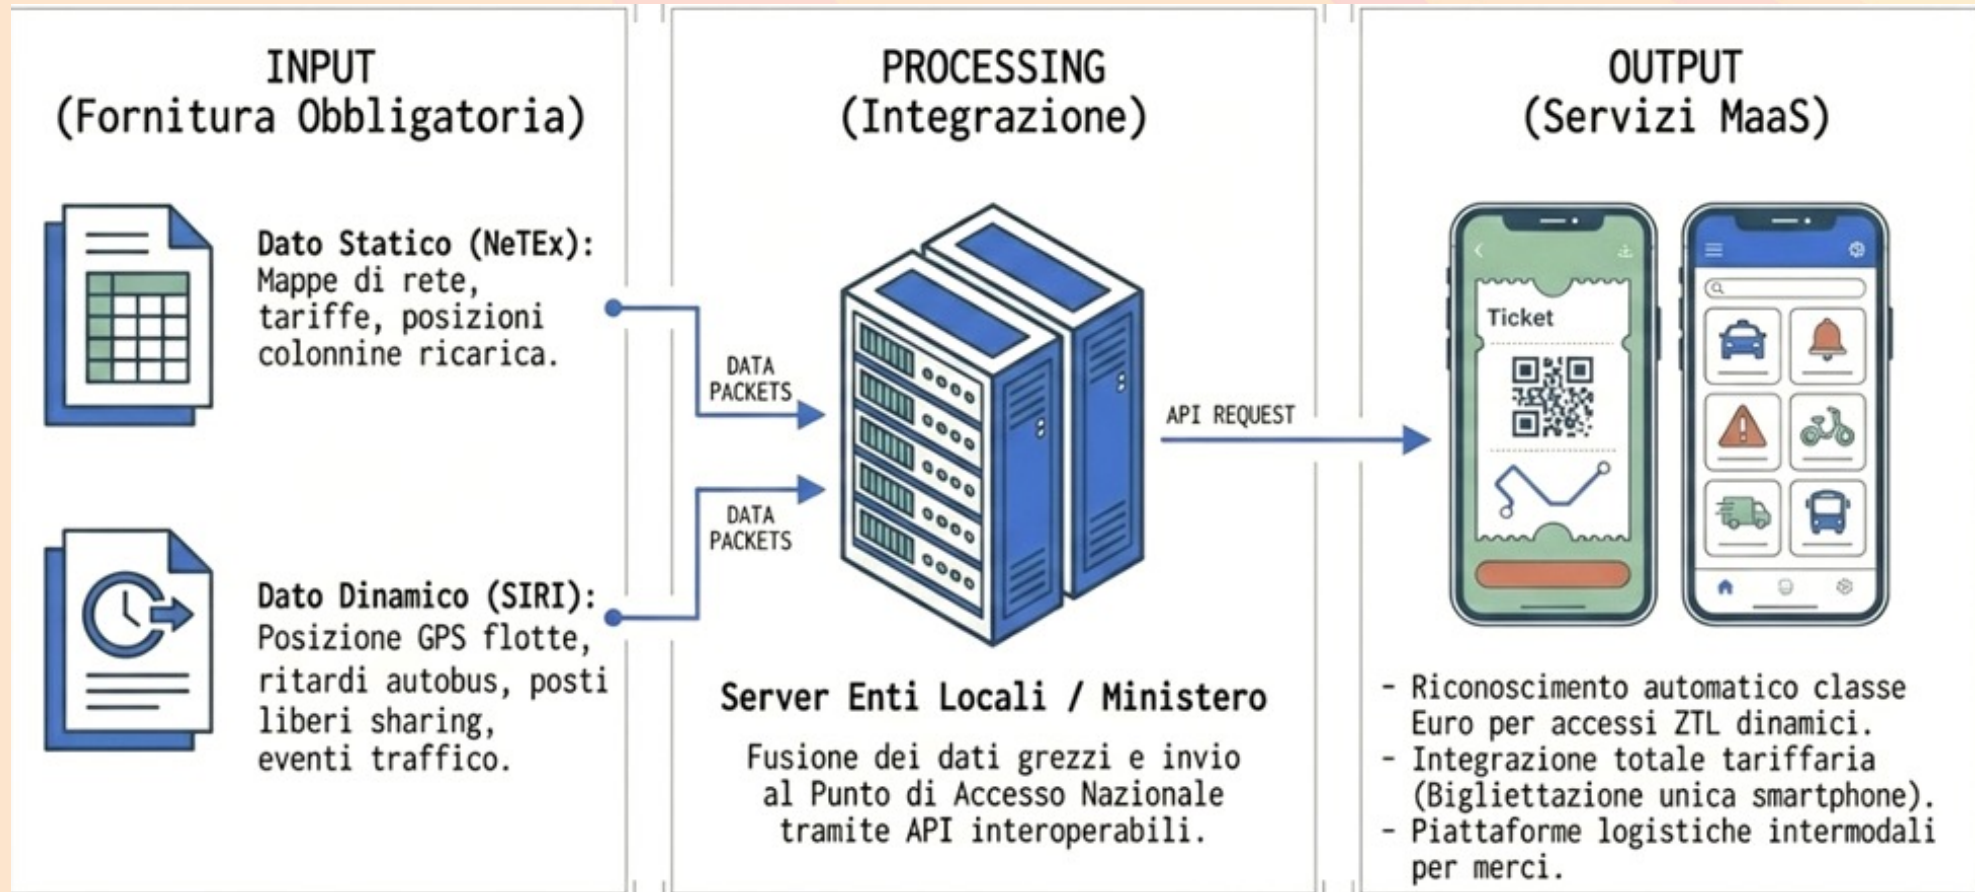 INPUT
(Fornitura Obbligatoria)
Dato Statico (NeTEx):
Mappe di rete,
tariffe, posizioni
colonnine ricarica.
Dato Dinamico (SIRI):
Posizione GPS flotte,
ritardi autobus, posti
liberi sharing,
eventi traffico.
PROCESSING
(Integrazione)
DATA
PACKETS
DATA
PACKETS
API REQUEST
Server Enti Locali / Ministero
Fusione dei dati grezzi e invio
al Punto di Accesso Nazionale
tramite API interoperabili.
OUTPUT
(Servizi MaaS)
Ticket
- Riconoscimento automatico classe
Euro per accessi ZTL dinamici.
- Integrazione totale tariffaria
(Bigliettazione unica smartphone).
- Piattaforme logistiche intermodali
per merci.